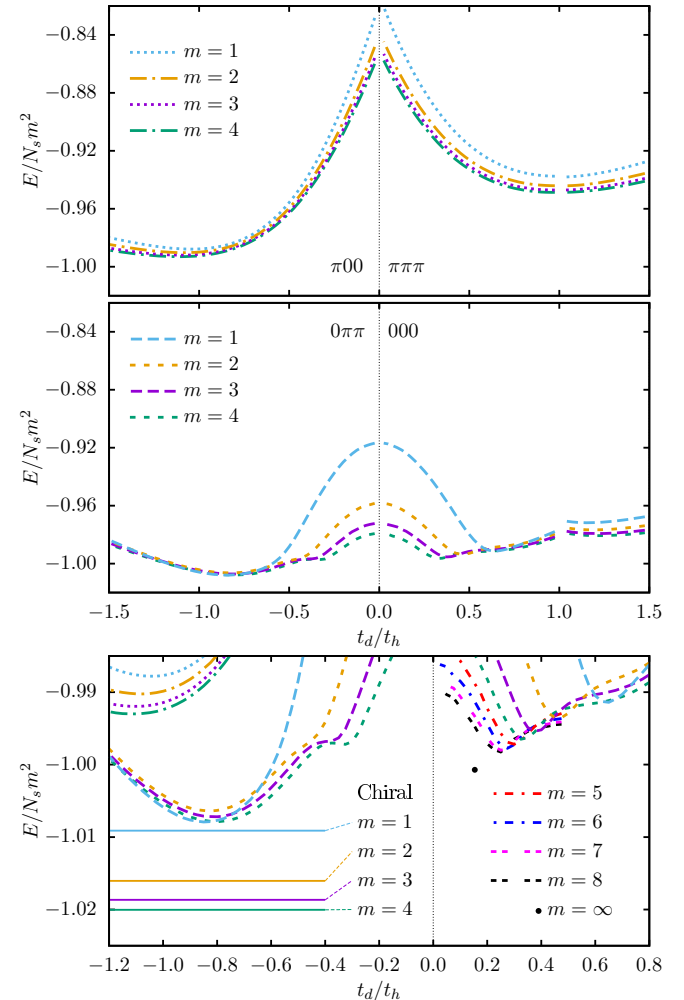 −0.84
−0.88
−0.92
−0.96
−1.00
E/N_s m^2
m = 1
m = 2
m = 3
m = 4
π00 πππ
−0.84
−0.88
−0.92
−0.96
−1.00
E/N_s m^2
0ππ 000
m = 1
m = 2
m = 3
m = 4
−1.5 −1.0 −0.5 0.0 0.5 1.0 1.5
t_d/t_h
−0.99
−1.00
−1.01
−1.02
E/N_s m^2
Chiral
m = 1
m = 2
m = 3
m = 4
m = 5
m = 6
m = 7
m = 8
m = ∞
−1.2 −1.0 −0.8 −0.6 −0.4 −0.2 0.0 0.2 0.4 0.6 0.8
t_d/t_h